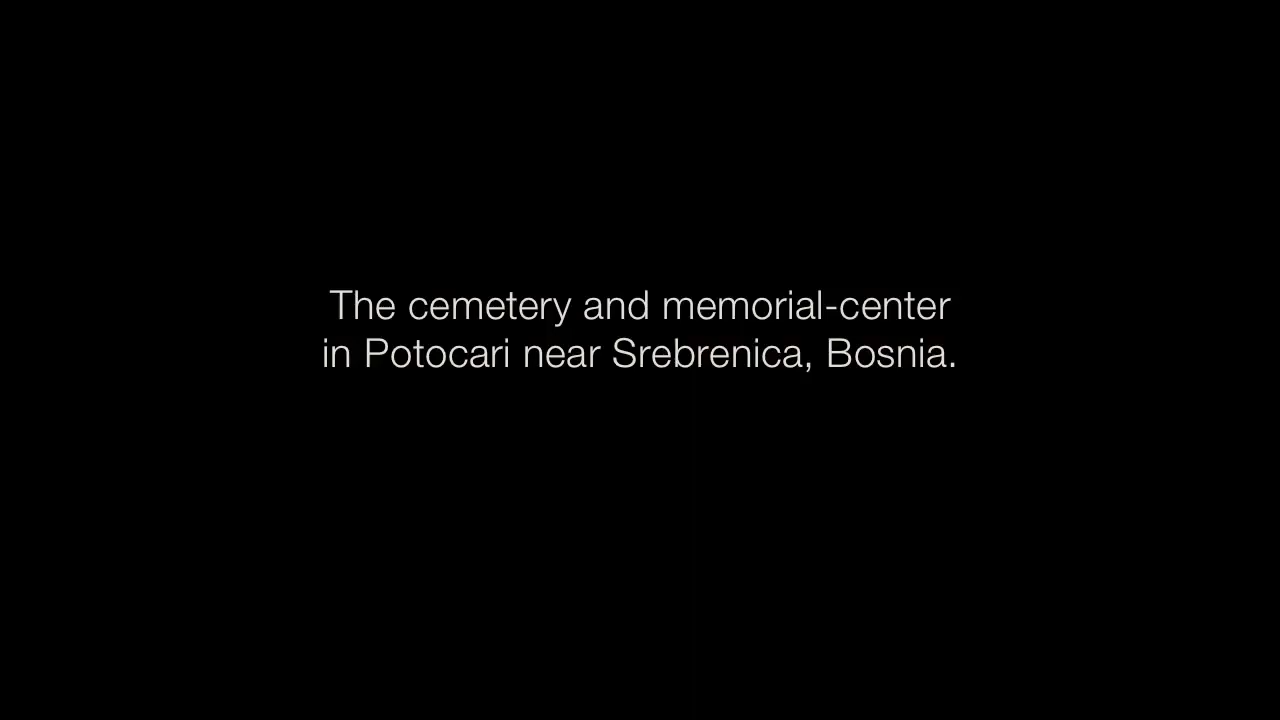 The cemetery and memorial-center
in Potocari near Srebrenica, Bosnia.